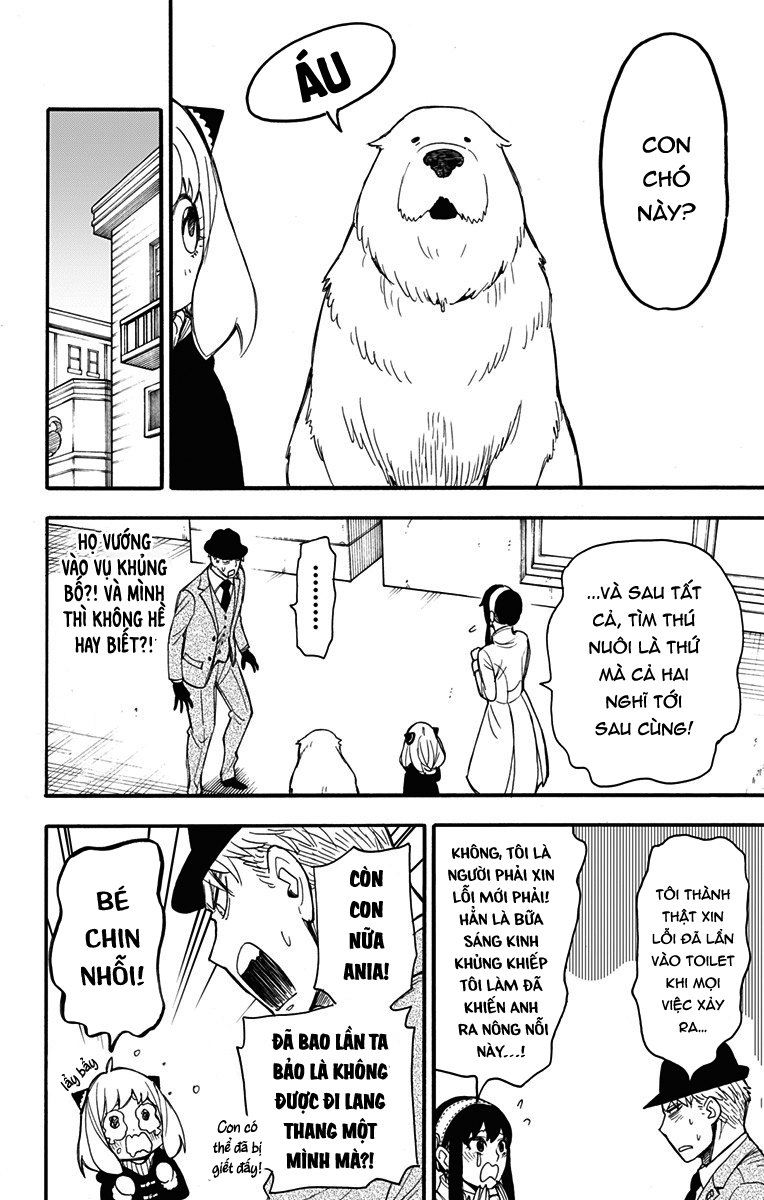 CON
CHÓ
NÀY?
ÁU
...VÀ SAU TẤT
CẢ, TÌM THÚ
NUÔI LÀ THỨ
MÀ CẢ HAI
NGHĨ TỚI
SAU CÙNG!
........
HỌ VƯỚNG
VÀO VỤ KHỦNG
BỐ?! VÀ MÌNH
THÌ KHÔNG HỀ
HAY BIẾT?!
TÔI THÀNH
THẬT XIN
LỖI ĐÃ LẨN
VÀO TOILET
KHI MỌI
VIỆC XẢY
RA...
KHÔNG, TÔI LÀ
NGƯỜI PHẢI XIN
LỖI MỚI PHẢI!
HẲN LÀ BỮA
SÁNG KINH
KHỦNG KHIẾP
TÔI LÀM ĐÃ
KHIẾN ANH
RA NÔNG NỖI
NÀY...!
CÒN
CON
NỮA
ANIA!
ĐÃ BAO LẦN TA
BẢO LÀ KHÔNG
ĐƯỢC ĐI LANG
THANG MỘT
MÌNH MÀ?!
Con có
thể đã bị
giết đấy!
BÉ
CHIN
NHỖI!
lẩy bẩy